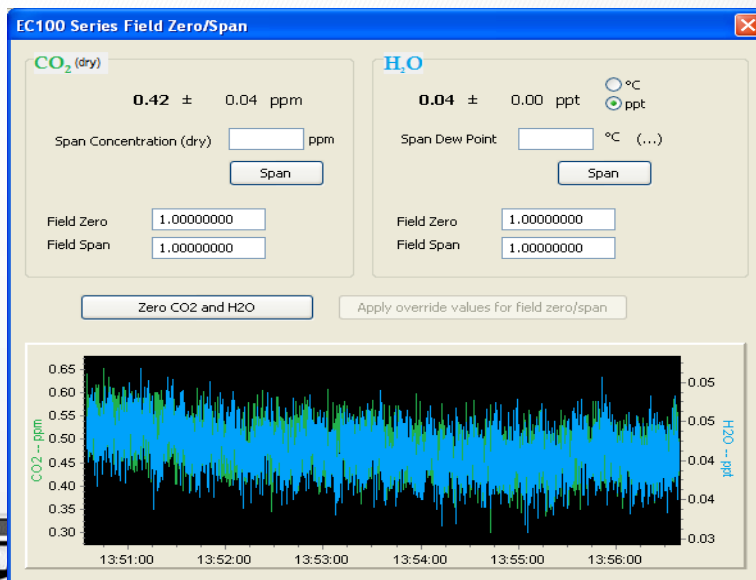 EC100 Series Field Zero/Span
CO2 (dry)
0.42 ± 0.04 ppm
Span Concentration (dry) ppm
Span
Field Zero 1.00000000
Field Span 1.00000000
H2O
0.04 ± 0.00 ppt
°C
ppt
Span Dew Point °C (...)
Span
Field Zero 1.00000000
Field Span 1.00000000
Zero CO2 and H2O
Apply override values for field zero/span
CO2 -- ppm
0.65
0.60
0.55
0.50
0.45
0.40
0.35
0.30
0.05
0.05
0.04
0.04
0.03
H2O -- ppt
13:51:00 13:52:00 13:53:00 13:54:00 13:55:00 13:56:00